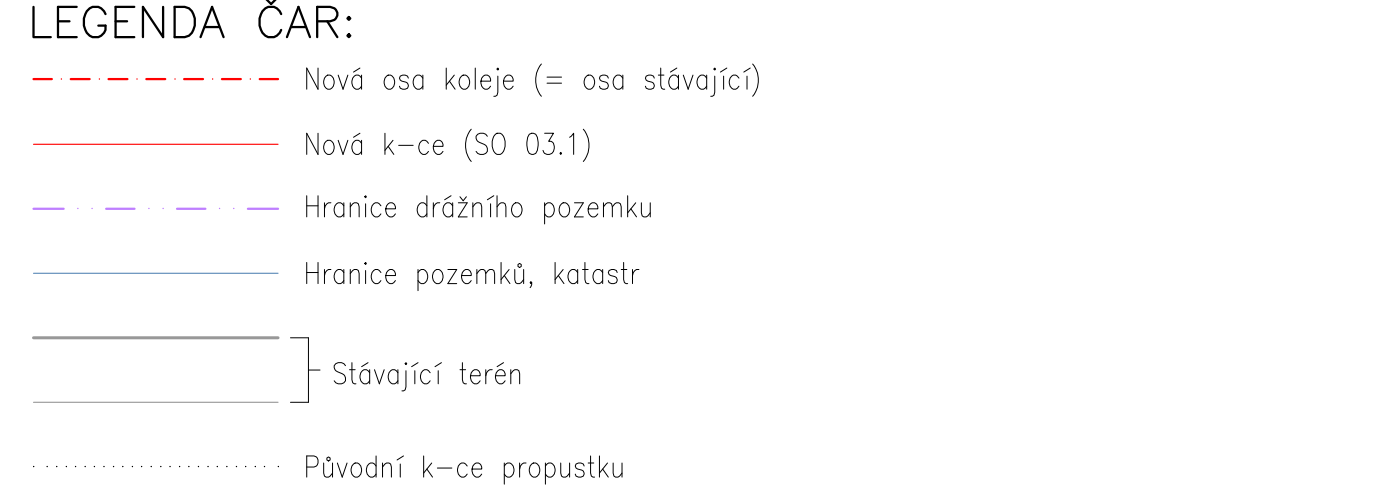 LEGENDA ČAR:
Nová osa koleje (= osa stávající)
Nová k-ce (SO 03.1)
Hranice drážního pozemku
Hranice pozemků, katastr
Stávající terén
Původní k-ce propustku